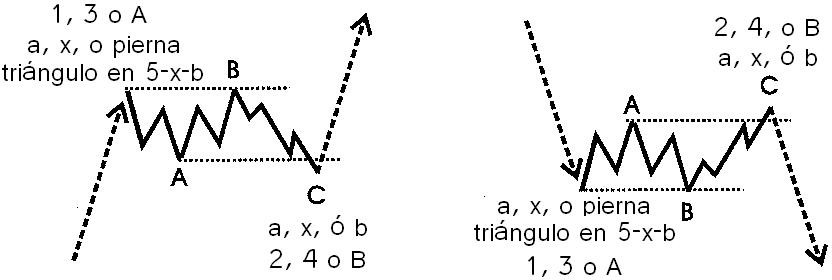 1, 3 o A
a, x, o pierna
triángulo en 5-x-b
B
A
C
a, x, ó b
2, 4 o B
2, 4, o B
a, x, ó b
C
A
B
a, x, o pierna
triángulo en 5-x-b
1, 3 o A